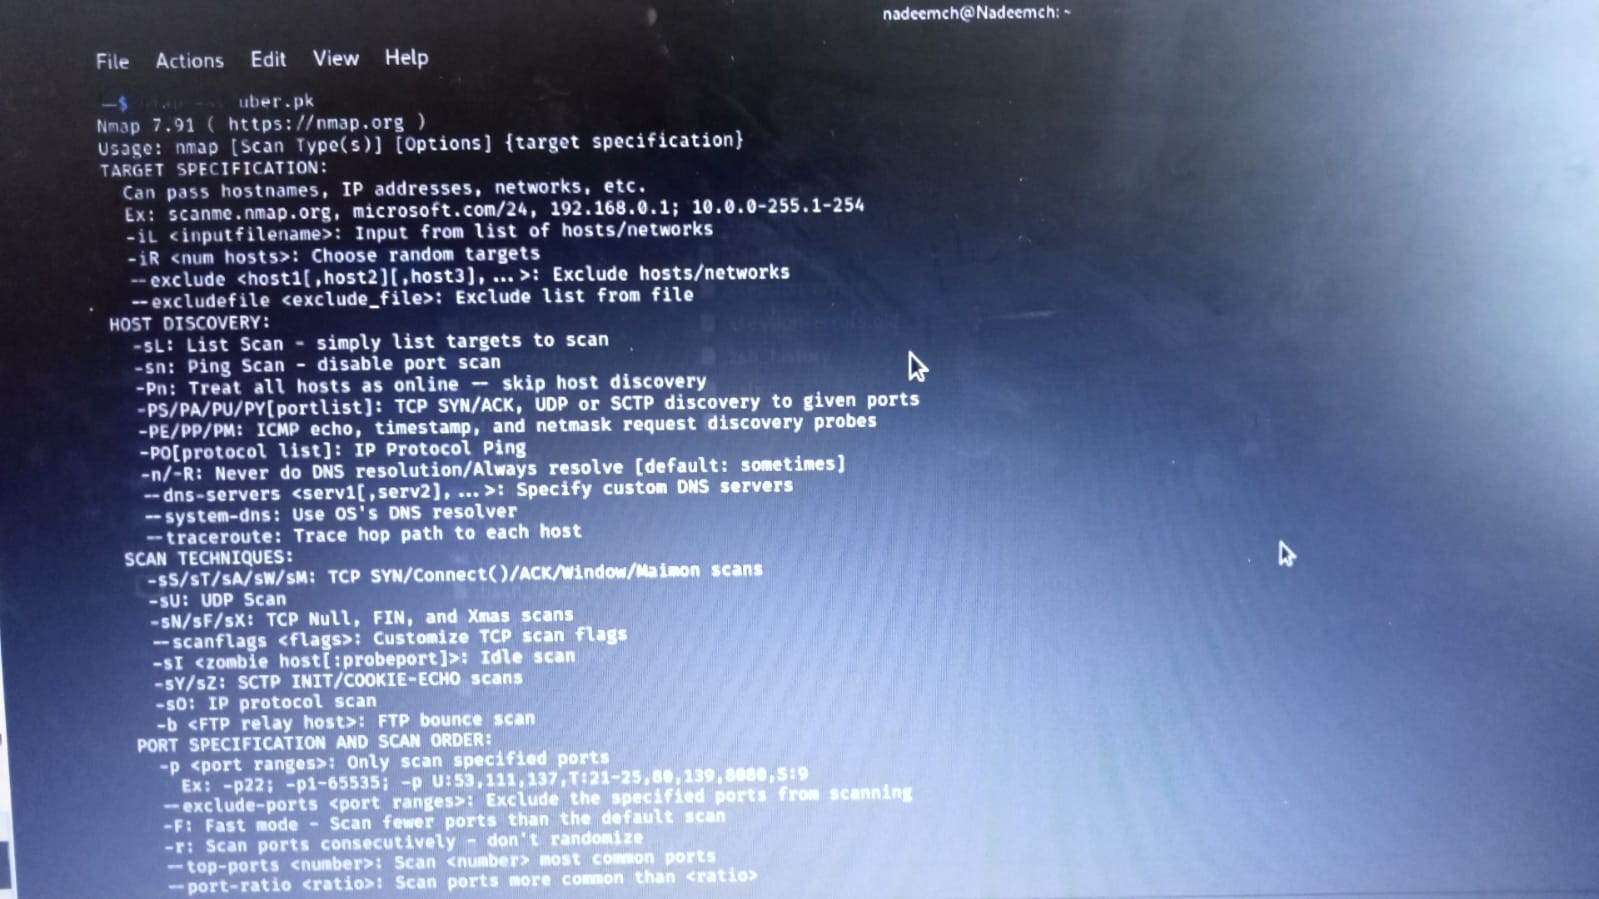 nadeemch@Nadeemch: ~
File Actions Edit View Help
—$ uber.pk
Nmap 7.91 ( https://nmap.org )
Usage: nmap [Scan Type(s)] [Options] {target specification}
TARGET SPECIFICATION:
Can pass hostnames, IP addresses, networks, etc.
Ex: scanme.nmap.org, microsoft.com/24, 192.168.0.1; 10.0.0-255.1-254
-iL <inputfilename>: Input from list of hosts/networks
-iR <num hosts>: Choose random targets
--exclude <host1[,host2][,host3],...>: Exclude hosts/networks
--excludefile <exclude_file>: Exclude list from file
HOST DISCOVERY:
-sL: List Scan - simply list targets to scan
-sn: Ping Scan - disable port scan
-Pn: Treat all hosts as online -- skip host discovery
-PS/PA/PU/PY[portlist]: TCP SYN/ACK, UDP or SCTP discovery to given ports
-PE/PP/PM: ICMP echo, timestamp, and netmask request discovery probes
-PO[protocol list]: IP Protocol Ping
-n/-R: Never do DNS resolution/Always resolve [default: sometimes]
--dns-servers <serv1[,serv2],...>: Specify custom DNS servers
--system-dns: Use OS's DNS resolver
--traceroute: Trace hop path to each host
SCAN TECHNIQUES:
-sS/sT/sA/sW/sM: TCP SYN/Connect()/ACK/Window/Maimon scans
-sU: UDP Scan
-sN/sF/sX: TCP Null, FIN, and Xmas scans
--scanflags <flags>: Customize TCP scan flags
-sI <zombie host[:probeport]>: Idle scan
-sY/sZ: SCTP INIT/COOKIE-ECHO scans
-sO: IP protocol scan
-b <FTP relay host>: FTP bounce scan
PORT SPECIFICATION AND SCAN ORDER:
-p <port ranges>: Only scan specified ports
Ex: -p22; -p1-65535; -p U:53,111,137,T:21-25,80,139,8080,S:9
--exclude-ports <port ranges>: Exclude the specified ports from scanning
-F: Fast mode - Scan fewer ports than the default scan
-r: Scan ports consecutively - don't randomize
--top-ports <number>: Scan <number> most common ports
--port-ratio <ratio>: Scan ports more common than <ratio>